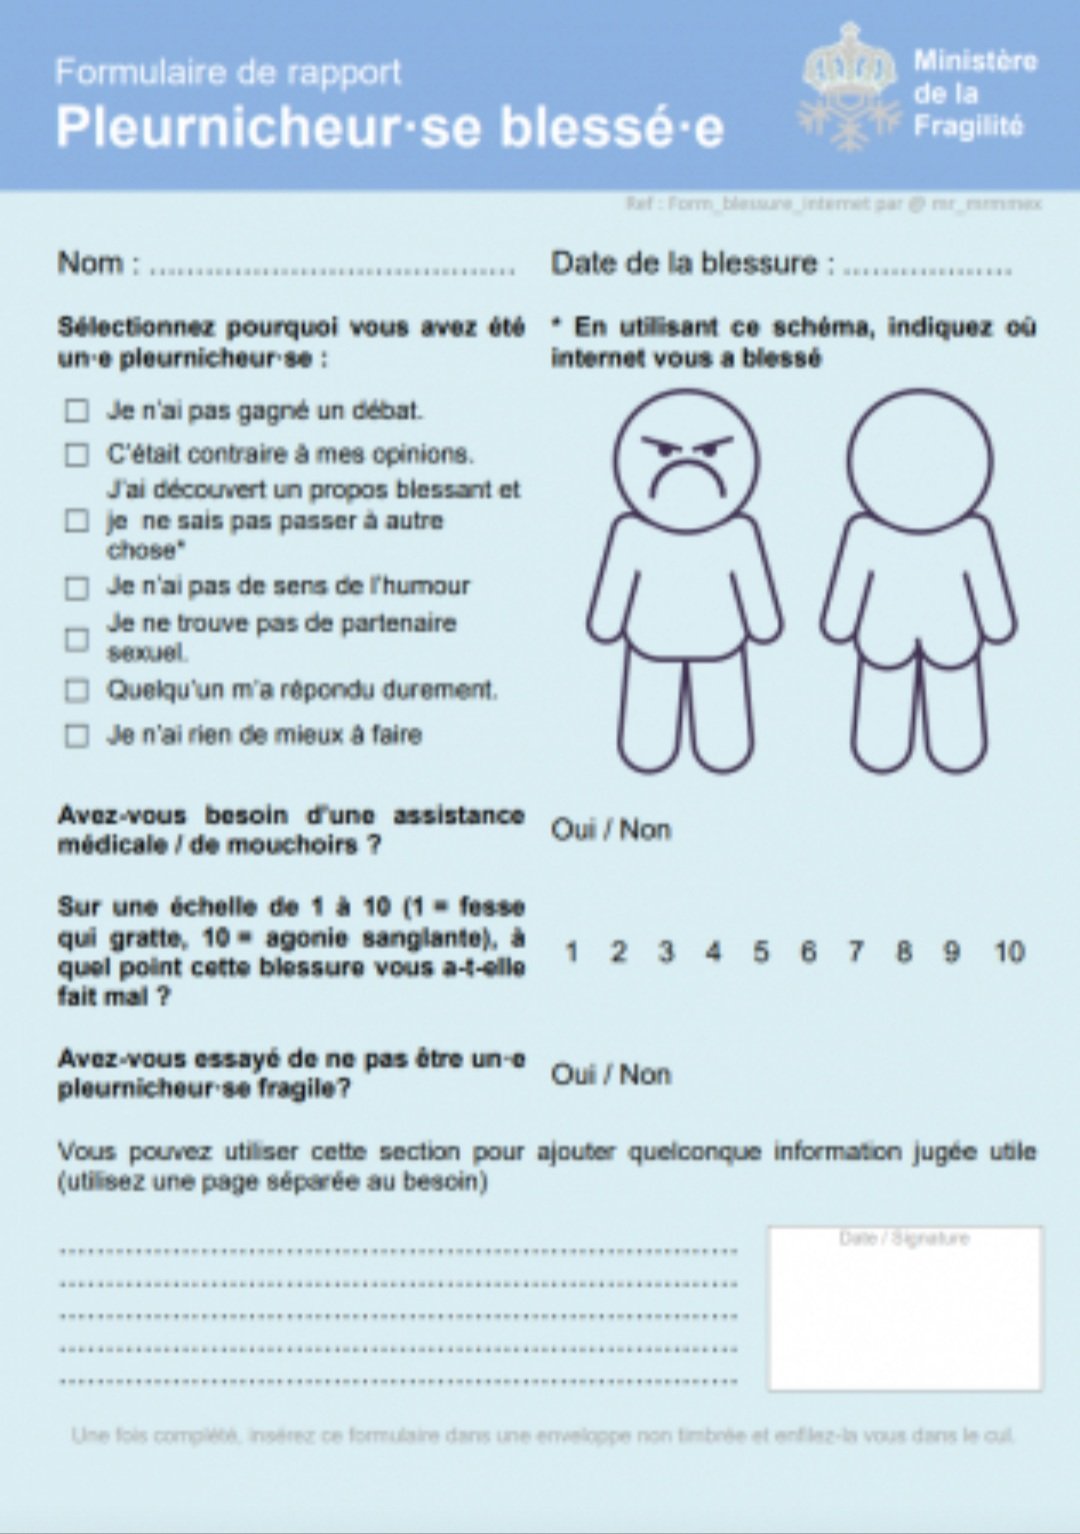 Formulaire de rapport
Pleurnicheur·se blessé·e
Ministère
de la
Fragilité
Ref : Form_blessure_internet par @ mr_mrmmex
Nom : ........................................
Date de la blessure : ...................
Sélectionnez pourquoi vous avez été
un·e pleurnicheur·se :
☐ Je n'ai pas gagné un débat.
☐ C'était contraire à mes opinions.
☐ J'ai découvert un propos blessant et
je ne sais pas passer à autre
chose*
☐ Je n'ai pas de sens de l'humour
☐ Je ne trouve pas de partenaire
sexuel.
☐ Quelqu'un m'a répondu durement.
☐ Je n'ai rien de mieux à faire
* En utilisant ce schéma, indiquez où
internet vous a blessé
Avez-vous besoin d'une assistance
médicale / de mouchoirs ?
Oui / Non
Sur une échelle de 1 à 10 (1 = fesse
qui gratte, 10 = agonie sanglante), à
quel point cette blessure vous a-t-elle
fait mal ?
1 2 3 4 5 6 7 8 9 10
Avez-vous essayé de ne pas être un·e
pleurnicheur·se fragile?
Oui / Non
Vous pouvez utiliser cette section pour ajouter quelconque information jugée utile
(utilisez une page séparée au besoin)
Date / Signature
Une fois complété, insérez ce formulaire dans une enveloppe non timbrée et enfilez-la vous dans le cul.